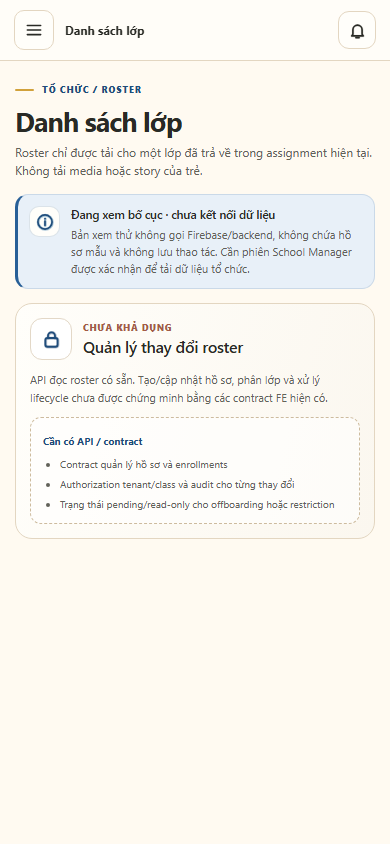 Danh sách lớp
TỔ CHỨC / ROSTER
Danh sách lớp
Roster chỉ được tải cho một lớp đã trả về trong assignment hiện tại.
Không tải media hoặc story của trẻ.
Đang xem bố cục · chưa kết nối dữ liệu
Bản xem thử không gọi Firebase/backend, không chứa hồ
sơ mẫu và không lưu thao tác. Cần phiên School Manager
được xác nhận để tải dữ liệu tổ chức.
CHƯA KHẢ DỤNG
Quản lý thay đổi roster
API đọc roster có sẵn. Tạo/cập nhật hồ sơ, phân lớp và xử lý
lifecycle chưa được chứng minh bằng các contract FE hiện có.
Cần có API / contract
Contract quản lý hồ sơ và enrollments
Authorization tenant/class và audit cho từng thay đổi
Trạng thái pending/read-only cho offboarding hoặc restriction